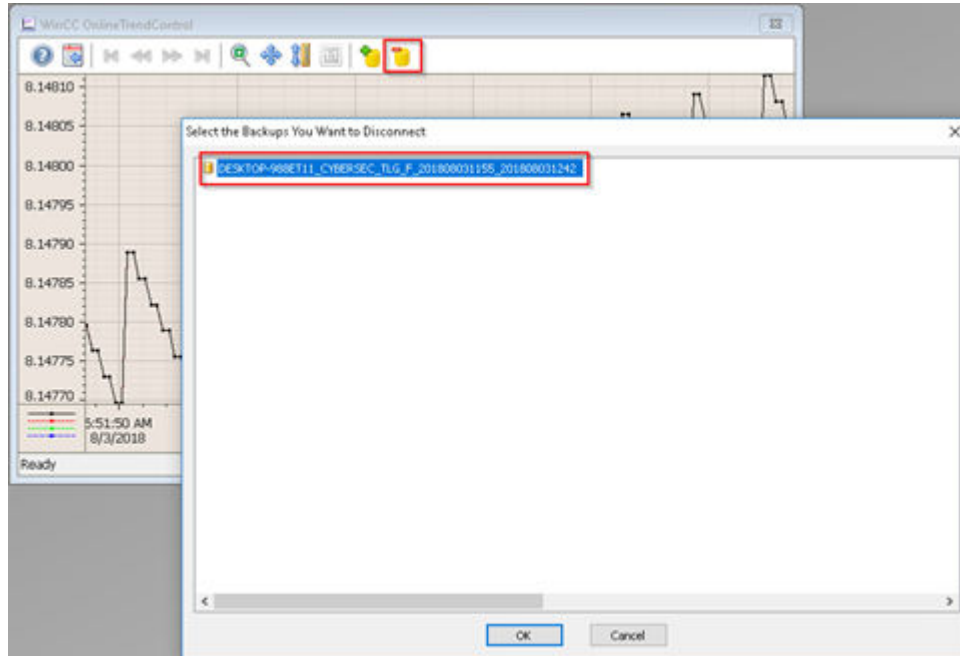 WinCC OnlineTrendControl
8.14810
8.14805
8.14800
8.14795
8.14790
8.14785
8.14780
8.14775
8.14770
5:51:50 AM
8/3/2018
Ready
Select the Backups You Want to Disconnect
DESKTOP-988ET11_CYBERSEC_TLG_F_201808031155_201808031242
OK
Cancel